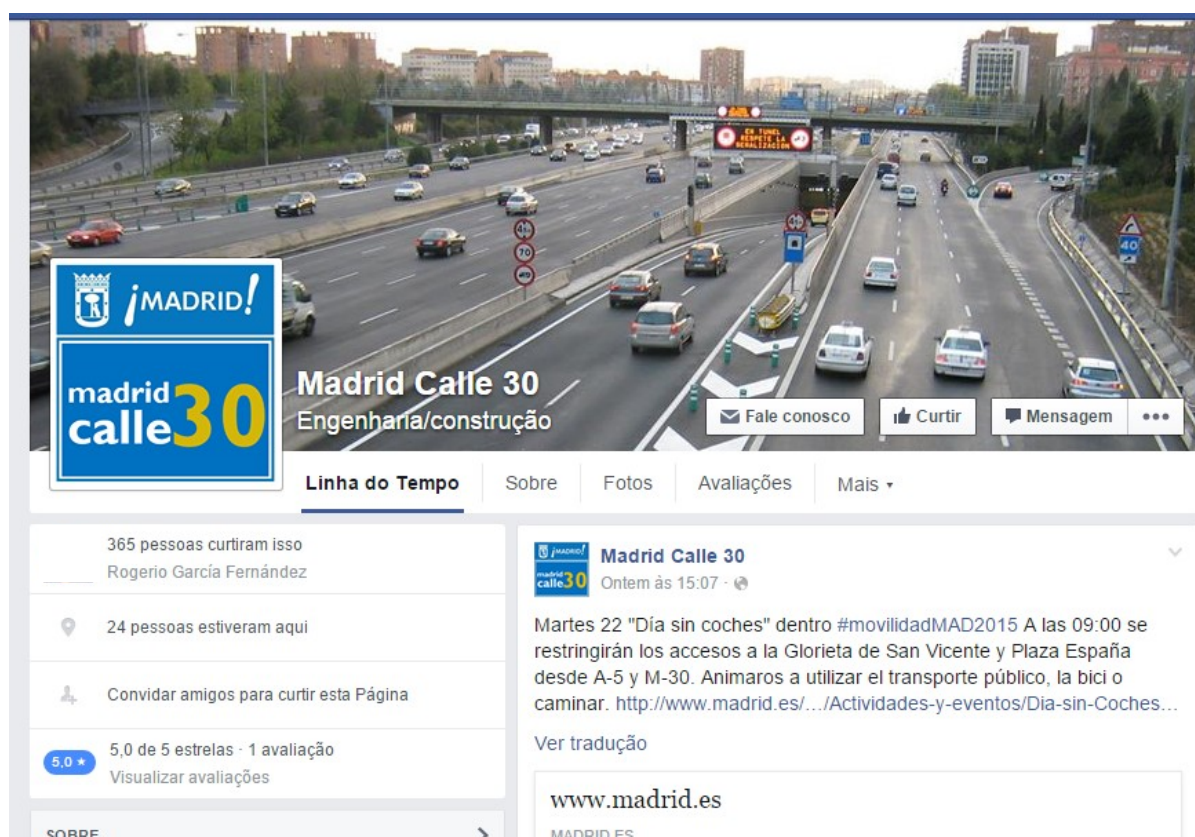 EN TUNEL
RESPETE LA
SEÑALIZACION
70
40
¡MADRID!
madrid
calle30
Madrid Calle 30
Engenharia/construção
Fale conosco
Curtir
Mensagem
Linha do Tempo
Sobre
Fotos
Avaliações
Mais
365 pessoas curtiram isso
Rogerio García Fernández
24 pessoas estiveram aqui
Convidar amigos para curtir esta Página
5,0 ★
5,0 de 5 estrelas · 1 avaliação
Visualizar avaliações
SOBRE
¡MADRID!
madrid
calle30
Madrid Calle 30
Ontem às 15:07 ·
Martes 22 "Día sin coches" dentro #movilidadMAD2015 A las 09:00 se
restringirán los accesos a la Glorieta de San Vicente y Plaza España
desde A-5 y M-30. Animaros a utilizar el transporte público, la bici o
caminar. http://www.madrid.es/.../Actividades-y-eventos/Dia-sin-Coches...
Ver tradução
www.madrid.es
MADRID.ES